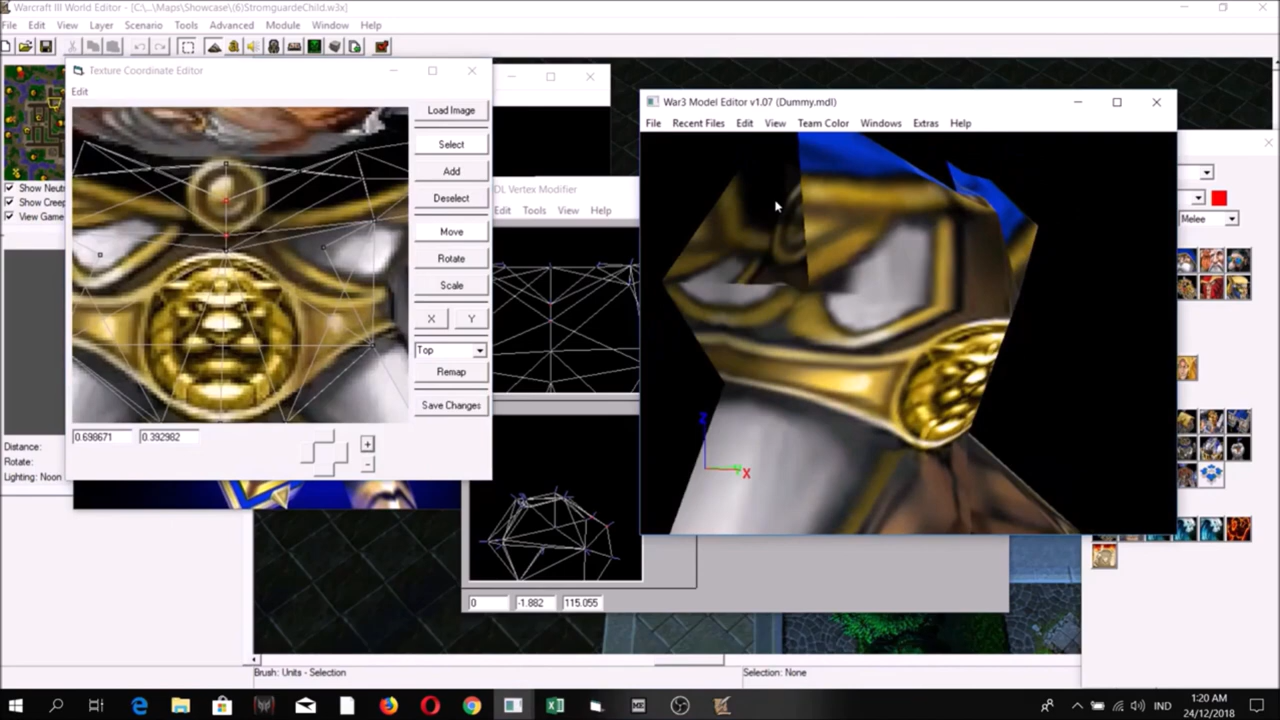 Warcraft III World Editor - [C:\...\Maps\Showcase\(6)StromguardeChild.w3x]
File Edit View Layer Scenario Tools Advanced Module Window Help
Texture Coordinate Editor
Edit
Load Image
Select
Add
Deselect
Move
Rotate
Scale
X Y
Top
Remap
Save Changes
0.698671 0.392982
+
-
Show Neut
Show Creep
View Game
Distance:
Rotate:
Lighting: Noon
DL Vertex Modifier
Edit Tools View Help
0 -1.882 115.055
War3 Model Editor v1.07 (Dummy.mdl)
File Recent Files Edit View Team Color Windows Extras Help
Z
X
Melee
Brush: Units - Selection
Selection: None
ME
IND
1:20 AM
24/12/2018